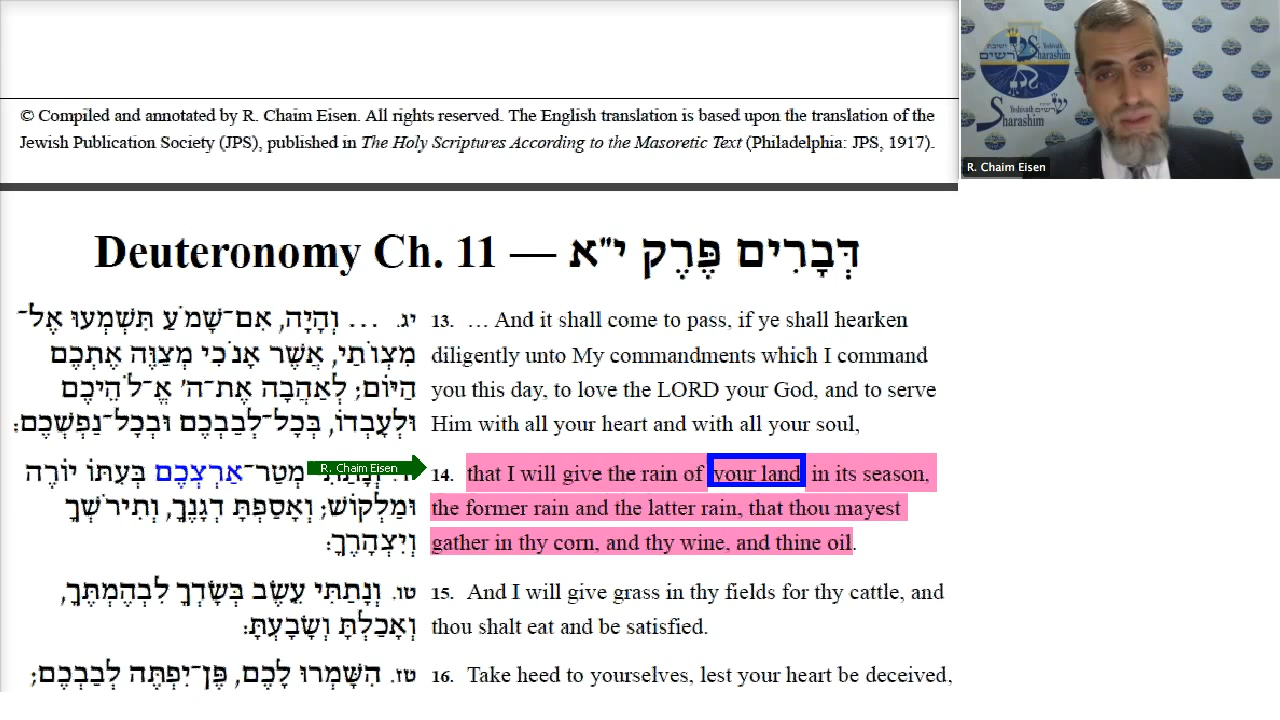 © Compiled and annotated by R. Chaim Eisen. All rights reserved. The English translation is based upon the translation of the
Jewish Publication Society (JPS), published in The Holy Scriptures According to the Masoretic Text (Philadelphia: JPS, 1917).
Yeshivath Sharashim
ישיבת שרשים
Yeshivath ישיבת שרשים
Sharashim
R. Chaim Eisen
Deuteronomy Ch. 11 — דְּבָרִים פֶּרֶק י״א
יג. … וְהָיָה, אִם־שָׁמֹעַ תִּשְׁמְעוּ אֶל־
מִצְוֹתַי, אֲשֶׁר אָנֹכִי מְצַוֶּה אֶתְכֶם
הַיּוֹם; לְאַהֲבָה אֶת־ה׳ אֱ־לֹהֵיכֶם
וּלְעָבְדוֹ, בְּכָל־לְבַבְכֶם וּבְכָל־נַפְשְׁכֶם:
13. … And it shall come to pass, if ye shall hearken
diligently unto My commandments which I command
you this day, to love the LORD your God, and to serve
Him with all your heart and with all your soul,
מְטַר־אַרְצְכֶם בְּעִתּוֹ יוֹרֶה
וּמַלְקוֹשׁ; וְאָסַפְתָּ דְגָנֶךָ, וְתִירֹשְׁךָ
וְיִצְהָרֶךָ:
R. Chaim Eisen
14. that I will give the rain of your land in its season,
the former rain and the latter rain, that thou mayest
gather in thy corn, and thy wine, and thine oil.
טו. וְנָתַתִּי עֵשֶׂב בְּשָׂדְךָ לִבְהֶמְתֶּךָ,
וְאָכַלְתָּ וְשָׂבָעְתָּ:
15. And I will give grass in thy fields for thy cattle, and
thou shalt eat and be satisfied.
טז. הִשָּׁמְרוּ לָכֶם, פֶּן־יִפְתֶּה לְבַבְכֶם;
16. Take heed to yourselves, lest your heart be deceived,